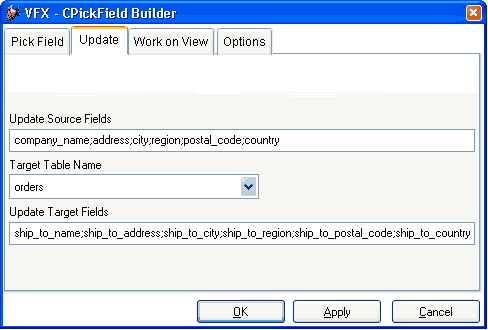 VFX - CPickField Builder
Pick Field Update Work on View Options
Update Source Fields
company_name;address;city;region;postal_code;country
Target Table Name
orders
Update Target Fields
ship_to_name;ship_to_address;ship_to_city;ship_to_region;ship_to_postal_code;ship_to_country
OK Apply Cancel